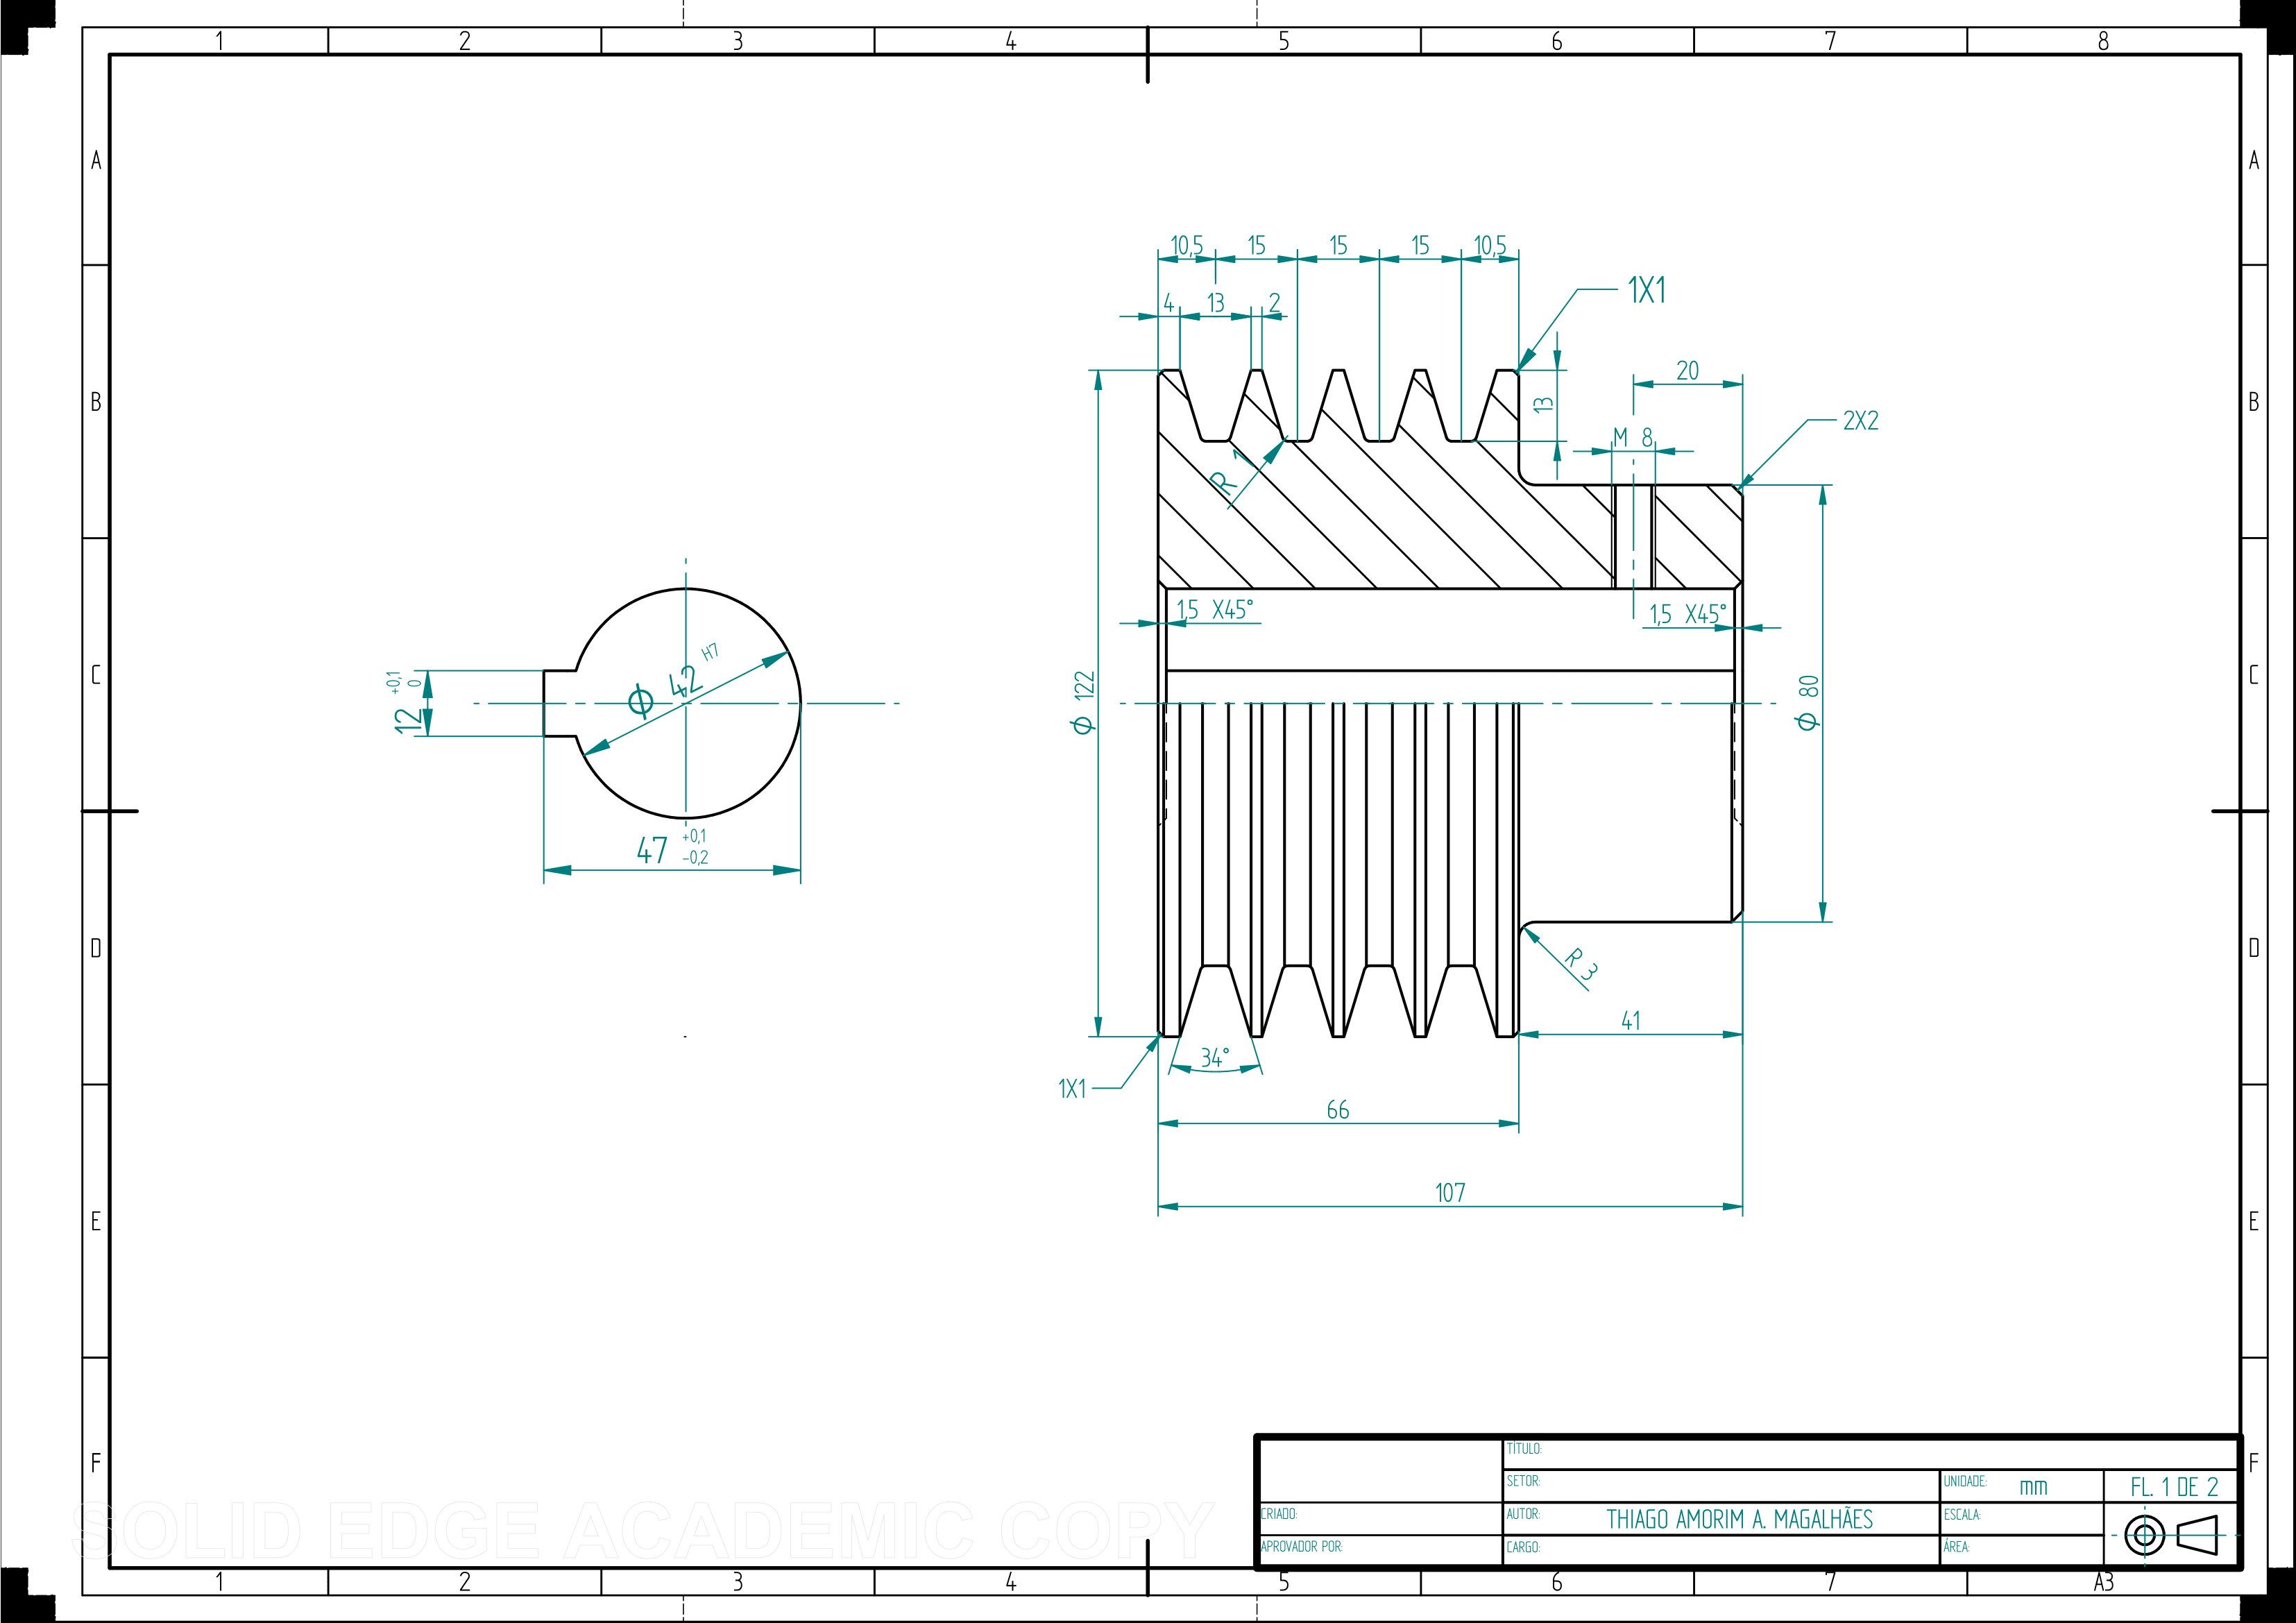 1 2 3 4 5 6 7 8
A A
10,5 15 15 15 10,5
1X1
4 13 2
20
B 13 B
2X2
M 8
R 1
1,5 X45° 1,5 X45°
C C
Φ 42 H7
+0,1
0
12
Φ 122
Φ 80
47 +0,1
-0,2
D D
R 3
41
34°
1X1
66
107
E E
F F
TÍTULO:
SETOR: UNIDADE: mm FL. 1 DE 2
CRIADO: AUTOR: THIAGO AMORIM A. MAGALHÃES ESCALA:
APROVADOR POR: CARGO: ÁREA:
SOLID EDGE ACADEMIC COPY
1 2 3 4 5 6 7 A3